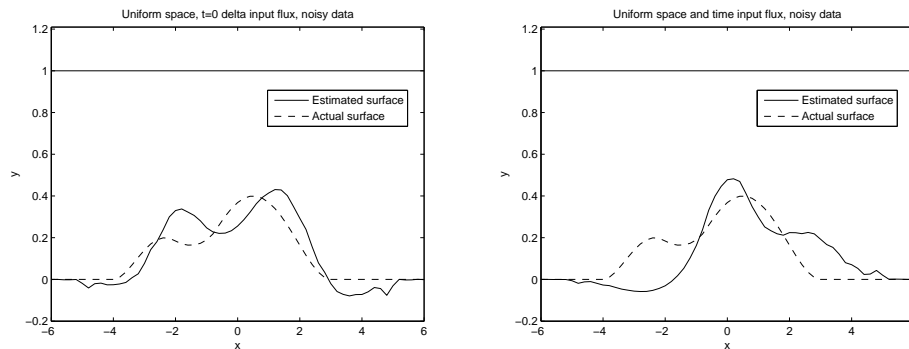 Uniform space, t=0 delta input flux, noisy data
1.2
1
0.8
0.6
0.4
0.2
0
−0.2
y
−6 −4 −2 0 2 4 6
x
Estimated surface
Actual surface
Uniform space and time input flux, noisy data
1.2
1
0.8
0.6
0.4
0.2
0
−0.2
y
−6 −4 −2 0 2 4
x
Estimated surface
Actual surface